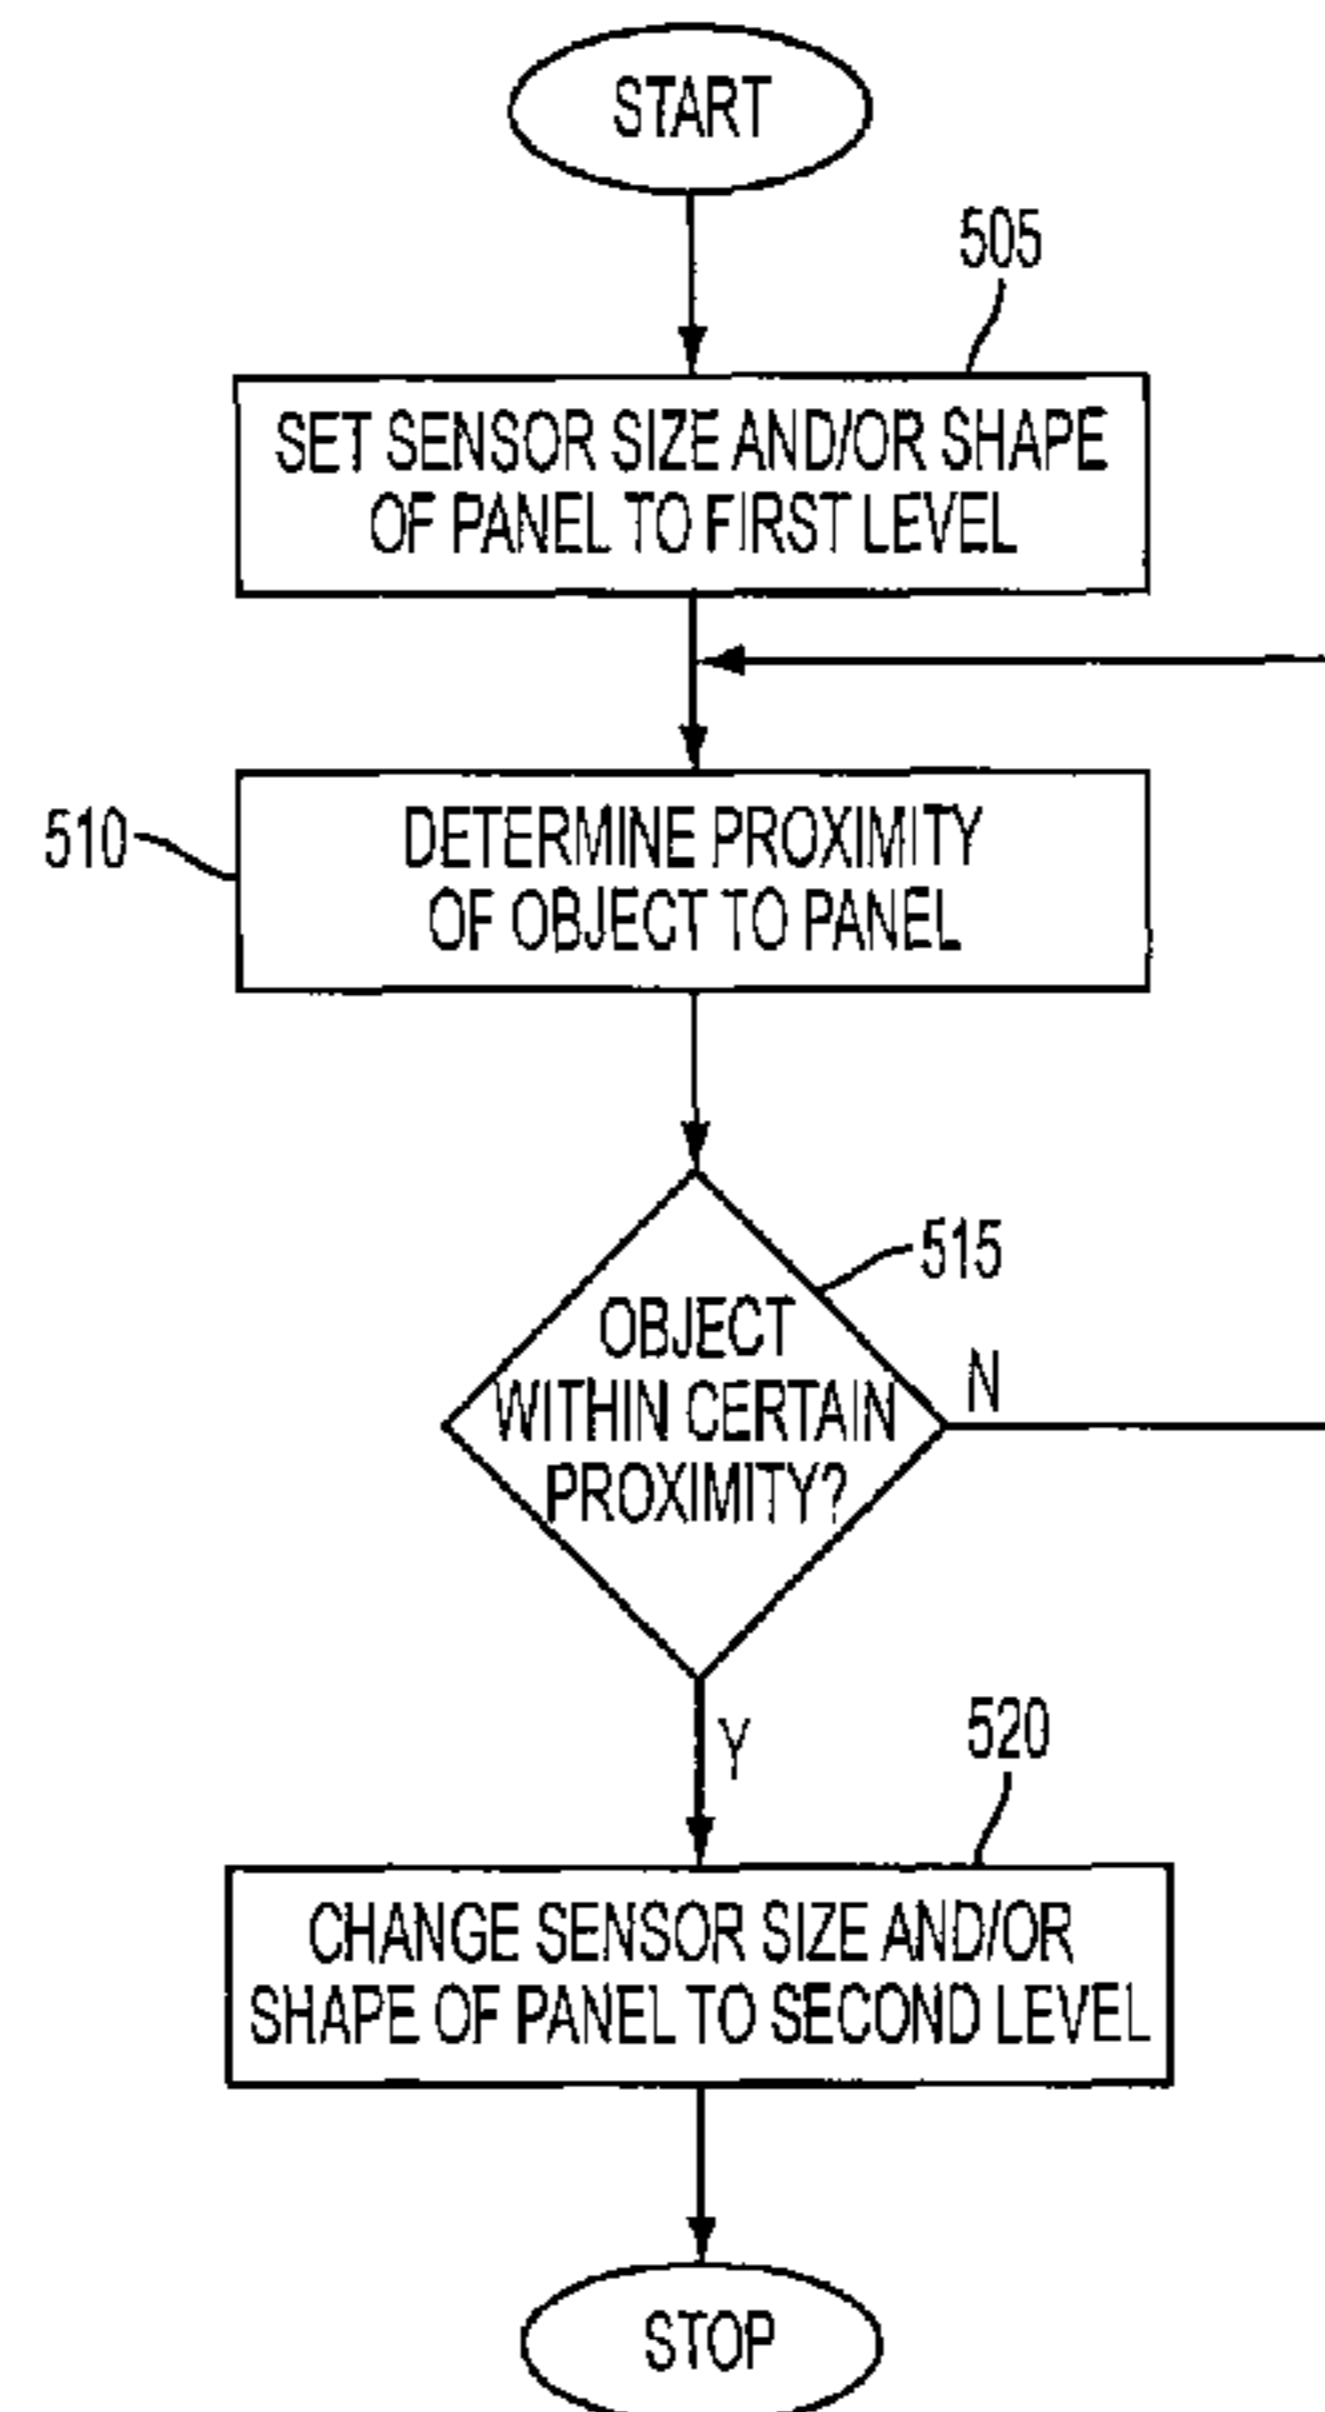 START
505
SET SENSOR SIZE AND/OR SHAPE
OF PANEL TO FIRST LEVEL
510
DETERMINE PROXIMITY
OF OBJECT TO PANEL
515
OBJECT
WITHIN CERTAIN
PROXIMITY?
N
Y
520
CHANGE SENSOR SIZE AND/OR
SHAPE OF PANEL TO SECOND LEVEL
STOP